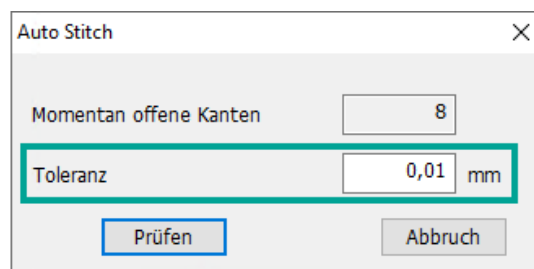 Auto Stitch
Momentan offene Kanten 8
Toleranz 0,01 mm
Prüfen Abbruch